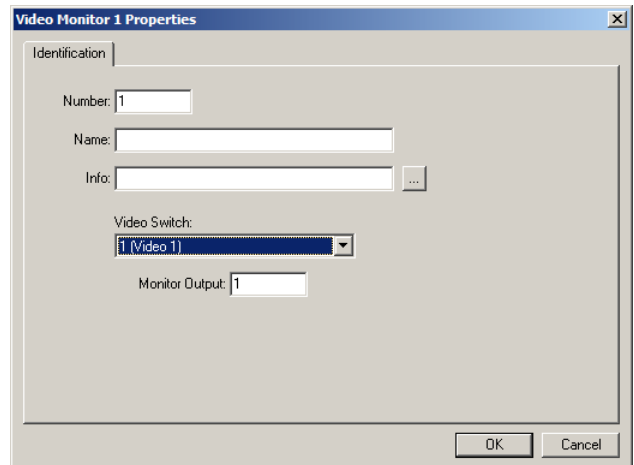 Video Monitor 1 Properties
Identification
Number: 1
Name:
Info: ...
Video Switch:
1 (Video 1)
Monitor Output: 1
OK Cancel